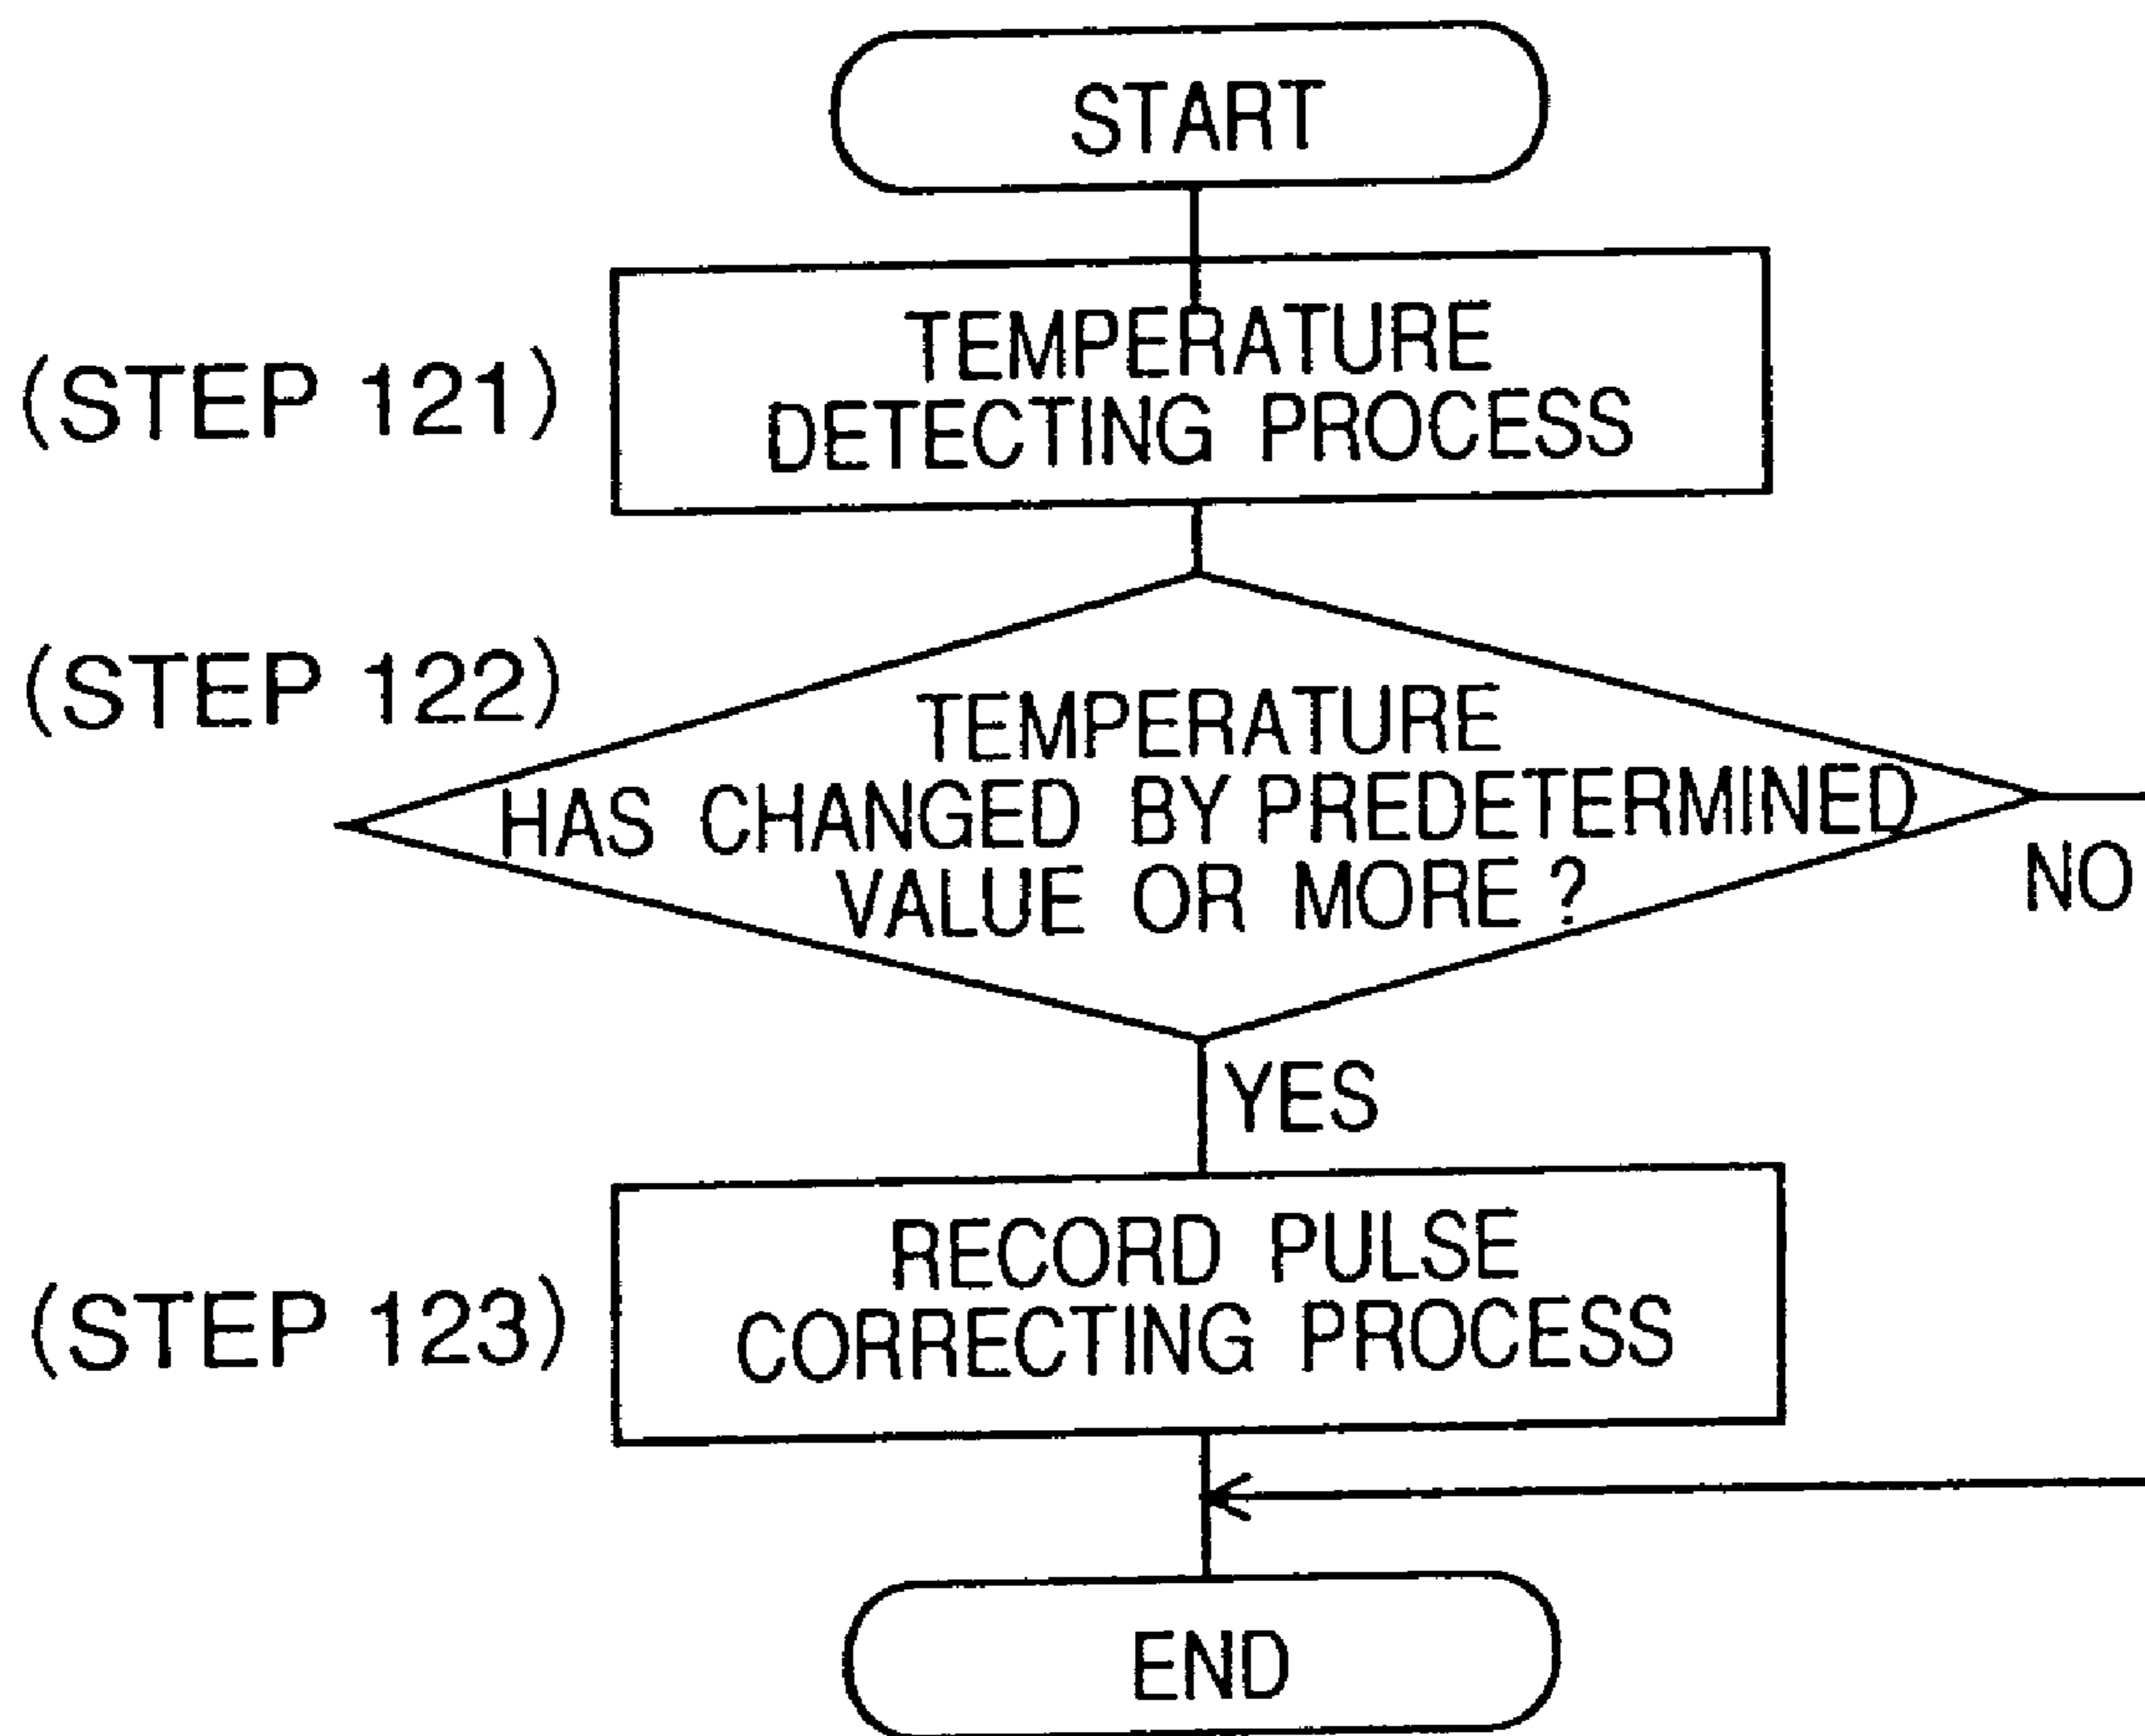 START
(STEP 121)
TEMPERATURE
DETECTING PROCESS
(STEP 122)
TEMPERATURE
HAS CHANGED BY PREDETERMINED
VALUE OR MORE ?
NO
YES
(STEP 123)
RECORD PULSE
CORRECTING PROCESS
END